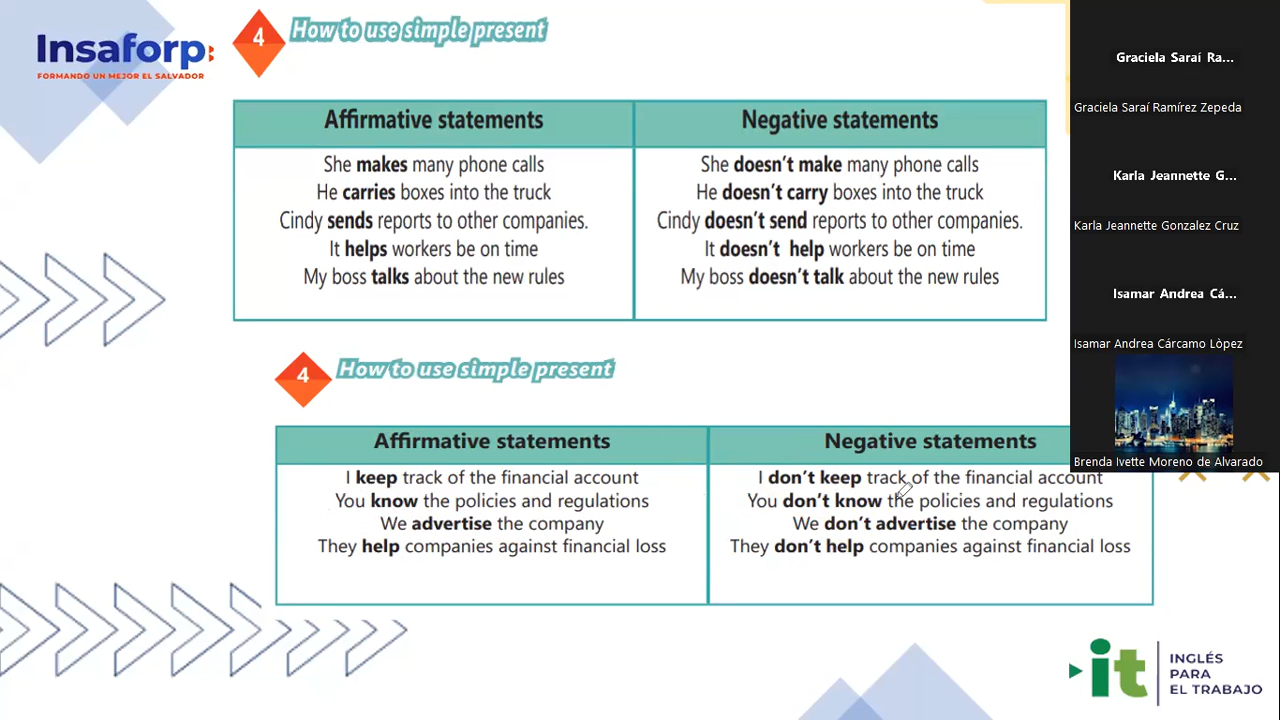 Insaforp
FORMANDO UN MEJOR EL SALVADOR
4
How to use simple present
Affirmative statements
Negative statements
She makes many phone calls
He carries boxes into the truck
Cindy sends reports to other companies.
It helps workers be on time
My boss talks about the new rules
She doesn't make many phone calls
He doesn't carry boxes into the truck
Cindy doesn't send reports to other companies.
It doesn't help workers be on time
My boss doesn't talk about the new rules
4
How to use simple present
Affirmative statements
Negative statements
I keep track of the financial account
You know the policies and regulations
We advertise the company
They help companies against financial loss
I don't keep track of the financial account
You don't know the policies and regulations
We don't advertise the company
They don't help companies against financial loss
Graciela Saraí Ra...
Graciela Saraí Ramírez Zepeda
Karla Jeannette G...
Karla Jeannette Gonzalez Cruz
Isamar Andrea Cá...
Isamar Andrea Cárcamo Lòpez
Brenda Ivette Moreno de Alvarado
it
INGLÉS
PARA
EL TRABAJO